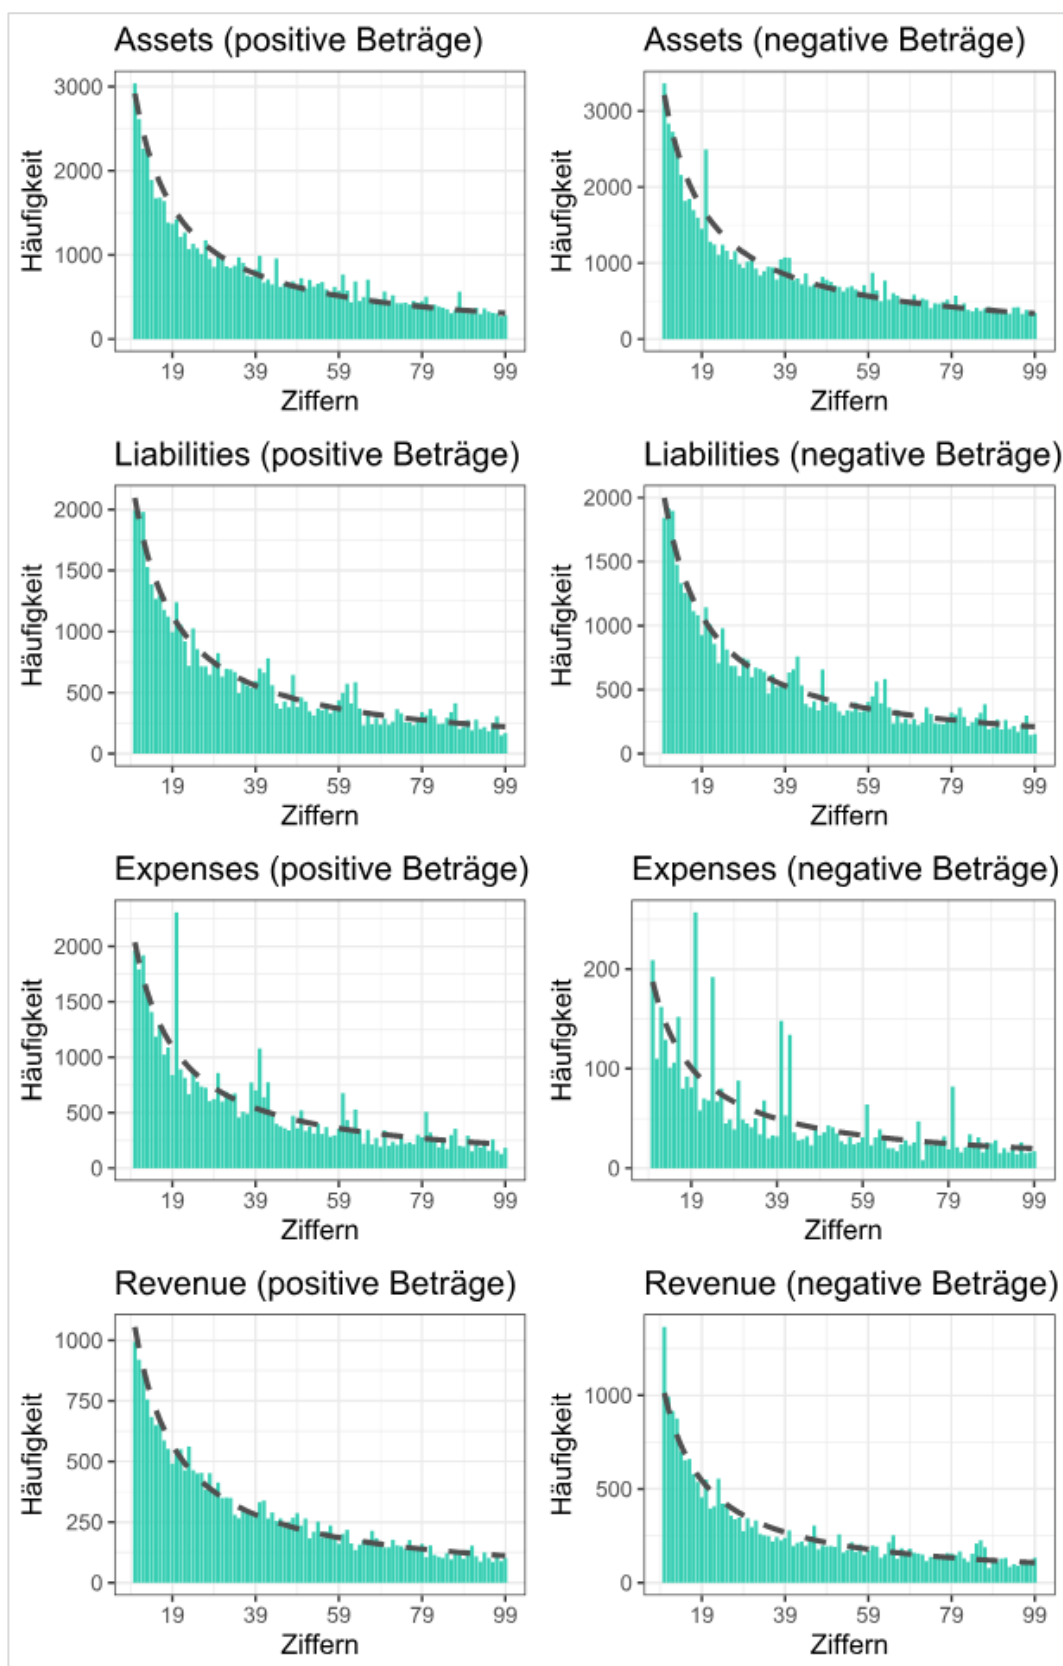 Assets (positive Beträge)
Häufigkeit
3000
2000
1000
0
19 39 59 79 99
Ziffern
Assets (negative Beträge)
Häufigkeit
3000
2000
1000
0
19 39 59 79 99
Ziffern
Liabilities (positive Beträge)
Häufigkeit
2000
1500
1000
500
0
19 39 59 79 99
Ziffern
Liabilities (negative Beträge)
Häufigkeit
2000
1500
1000
500
0
19 39 59 79 99
Ziffern
Expenses (positive Beträge)
Häufigkeit
2000
1500
1000
500
0
19 39 59 79 99
Ziffern
Expenses (negative Beträge)
Häufigkeit
200
100
0
19 39 59 79 99
Ziffern
Revenue (positive Beträge)
Häufigkeit
1000
750
500
250
0
19 39 59 79 99
Ziffern
Revenue (negative Beträge)
Häufigkeit
1000
500
0
19 39 59 79 99
Ziffern